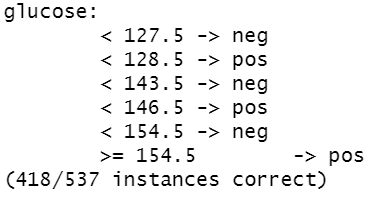 glucose:
< 127.5 -> neg
< 128.5 -> pos
< 143.5 -> neg
< 146.5 -> pos
< 154.5 -> neg
>= 154.5 -> pos
(418/537 instances correct)